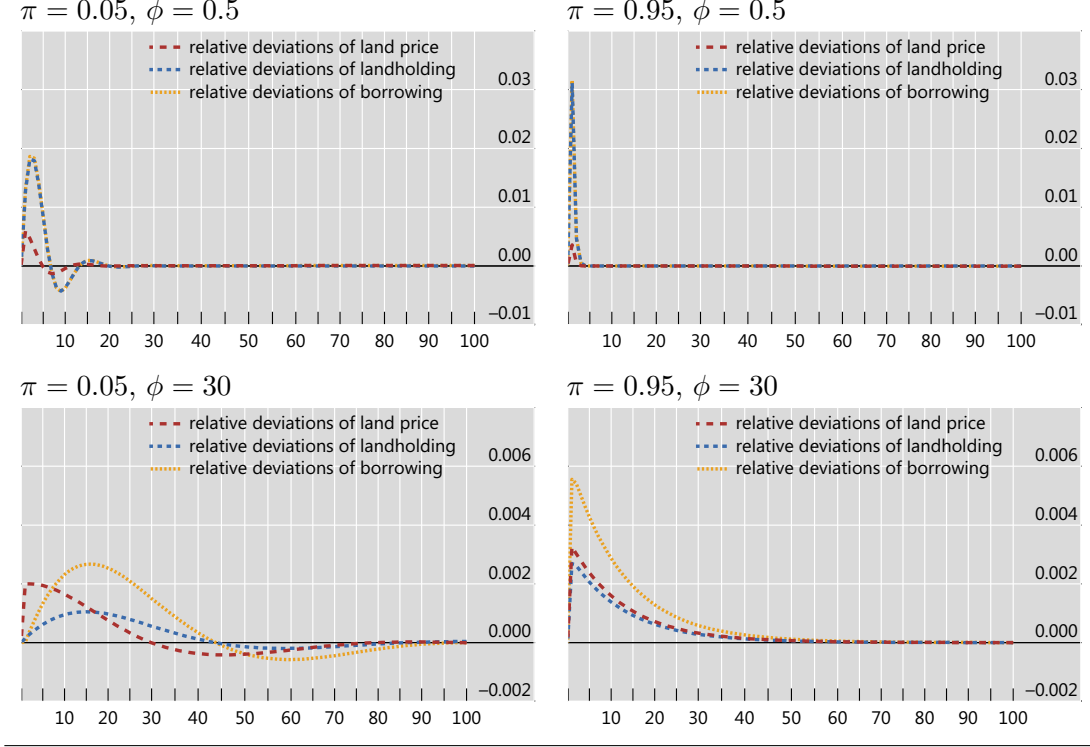 π = 0.05, ϕ = 0.5
relative deviations of land price
relative deviations of landholding
relative deviations of borrowing
0.03
0.02
0.01
0.00
–0.01
10 20 30 40 50 60 70 80 90 100
π = 0.95, ϕ = 0.5
relative deviations of land price
relative deviations of landholding
relative deviations of borrowing
0.03
0.02
0.01
0.00
–0.01
10 20 30 40 50 60 70 80 90 100
π = 0.05, ϕ = 30
relative deviations of land price
relative deviations of landholding
relative deviations of borrowing
0.006
0.004
0.002
0.000
–0.002
10 20 30 40 50 60 70 80 90 100
π = 0.95, ϕ = 30
relative deviations of land price
relative deviations of landholding
relative deviations of borrowing
0.006
0.004
0.002
0.000
–0.002
10 20 30 40 50 60 70 80 90 100